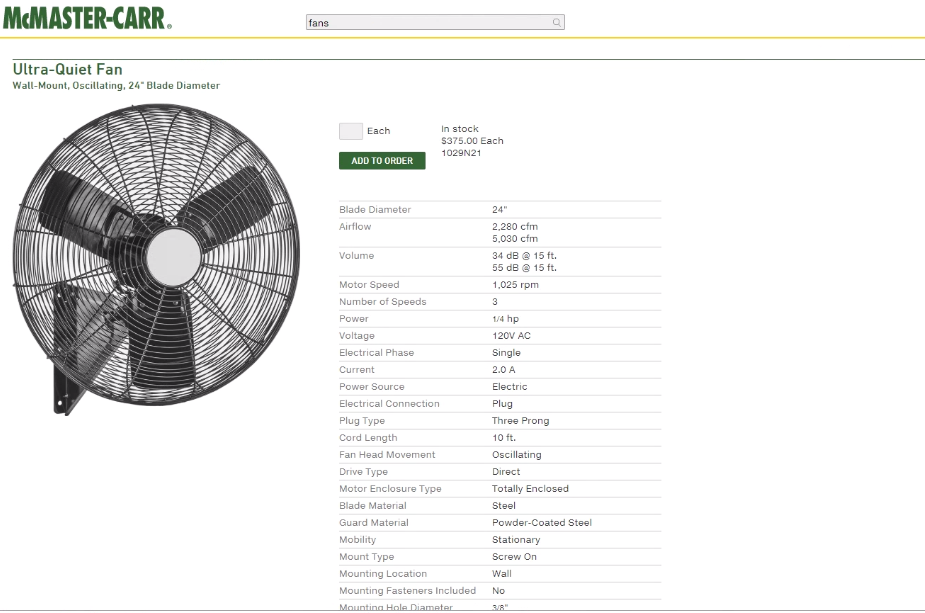 McMASTER-CARR®
fans
Ultra-Quiet Fan
Wall-Mount, Oscillating, 24" Blade Diameter
Each
In stock
$375.00 Each
1029N21
ADD TO ORDER
Blade Diameter 24"
Airflow 2,280 cfm
5,030 cfm
Volume 34 dB @ 15 ft.
55 dB @ 15 ft.
Motor Speed 1,025 rpm
Number of Speeds 3
Power 1/4 hp
Voltage 120V AC
Electrical Phase Single
Current 2.0 A
Power Source Electric
Electrical Connection Plug
Plug Type Three Prong
Cord Length 10 ft.
Fan Head Movement Oscillating
Drive Type Direct
Motor Enclosure Type Totally Enclosed
Blade Material Steel
Guard Material Powder-Coated Steel
Mobility Stationary
Mount Type Screw On
Mounting Location Wall
Mounting Fasteners Included No
Mounting Hole Diameter 3/8"